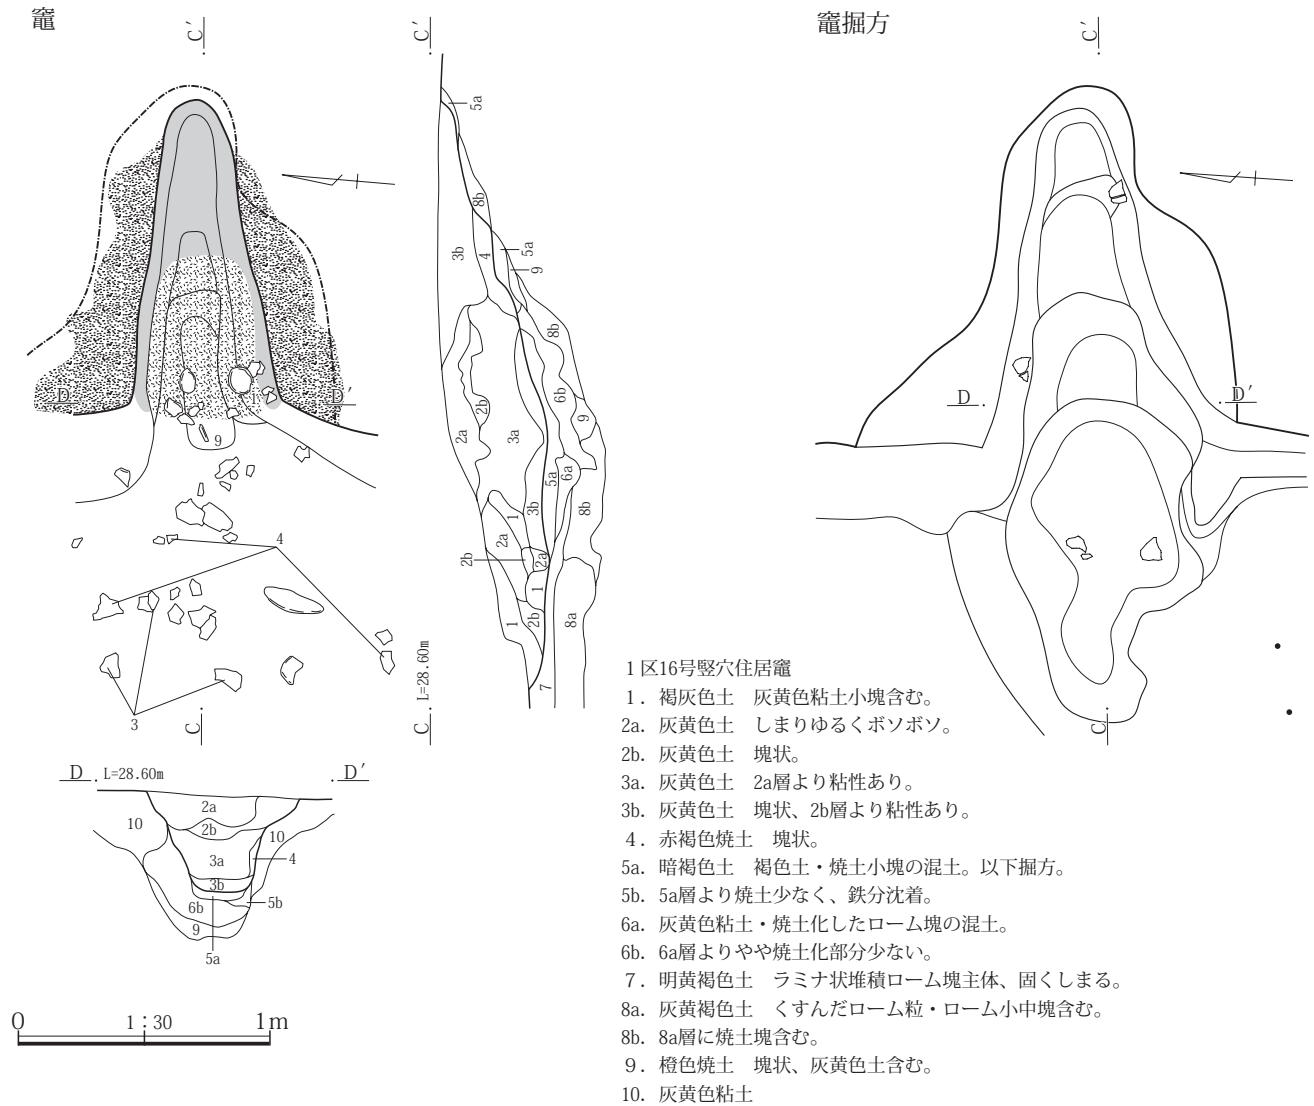 竈
C′
C′
竈掘方
C′
5a
8b
3b
4
5a
9
8b
D
D′
2b
6b
9
1
2a
3a
9
D
D′
5a
6a
1
3b
8b
4
2a
2b
2a
1
1
2b
8a
7
3
C
C L=28.60m
C
D L=28.60m
D′
2a
10
2b
10
3a
4
3b
6b
5b
9
5a
0 1:30 1m
1区16号竪穴住居竈
1. 褐灰色土 灰黄色粘土小塊含む。
2a. 灰黄色土 しまりゆるくボソボソ。
2b. 灰黄色土 塊状。
3a. 灰黄色土 2a層より粘性あり。
3b. 灰黄色土 塊状、2b層より粘性あり。
4. 赤褐色焼土 塊状。
5a. 暗褐色土 褐色土・焼土小塊の混土。以下掘方。
5b. 5a層より焼土少なく、鉄分沈着。
6a. 灰黄色粘土・焼土化したローム塊の混土。
6b. 6a層よりやや焼土化部分少ない。
7. 明黄褐色土 ラミナ状堆積ローム塊主体、固くしまる。
8a. 灰黄褐色土 くすんだローム粒・ローム小中塊含む。
8b. 8a層に焼土塊含む。
9. 橙色焼土 塊状、灰黄色土含む。
10. 灰黄色粘土